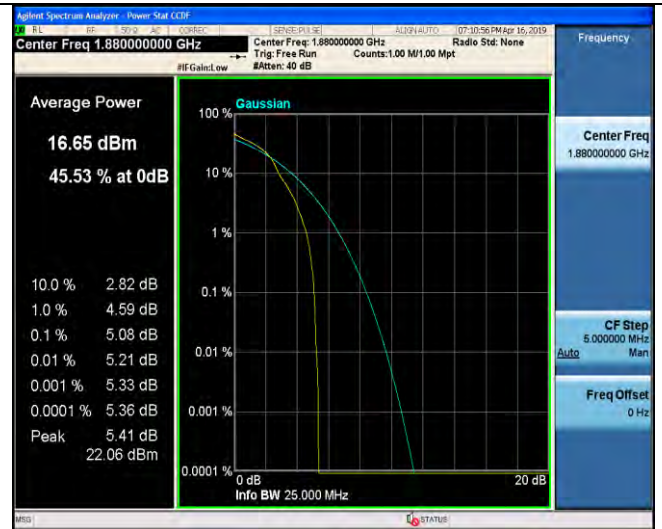 Agilent Spectrum Analyzer - Power Stat CCDF
RL RF 50 Ω AC CORREC SENSE:PULSE ALIGN AUTO 07:10:56 PM Apr 16, 2019
Center Freq 1.880000000 GHz
Center Freq: 1.880000000 GHz Radio Std: None
Trig: Free Run Counts:1.00 M/1.00 Mpt
#IFGain:Low #Atten: 40 dB
Frequency
Average Power
16.65 dBm
45.53 % at 0dB
10.0 % 2.82 dB
1.0 % 4.59 dB
0.1 % 5.08 dB
0.01 % 5.21 dB
0.001 % 5.33 dB
0.0001 % 5.36 dB
Peak 5.41 dB
22.06 dBm
Gaussian
100 %
10 %
1 %
0.1 %
0.01 %
0.001 %
0.0001 %
0 dB 20 dB
Info BW 25.000 MHz
Center Freq
1.880000000 GHz
CF Step
5.000000 MHz
Auto Man
Freq Offset
0 Hz
MSG STATUS